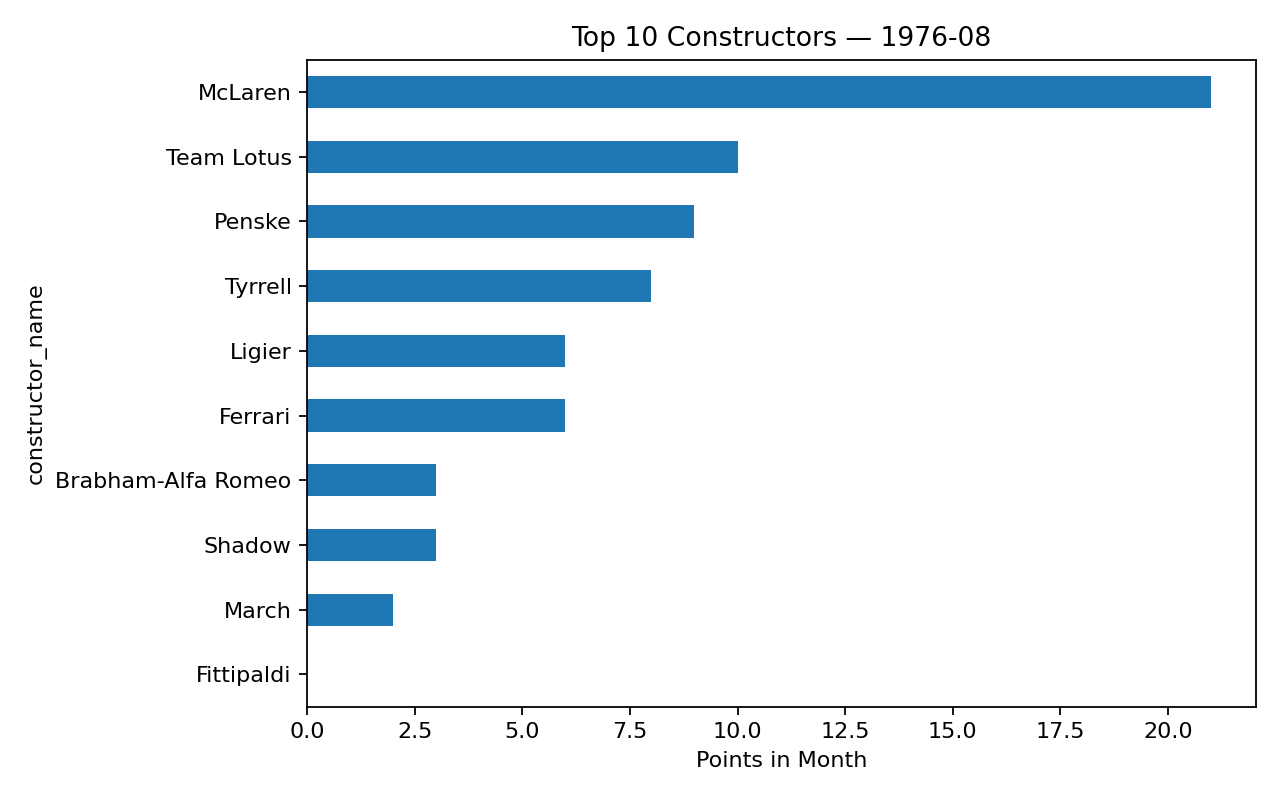 Top 10 Constructors — 1976-08
McLaren
Team Lotus
Penske
Tyrrell
Ligier
Ferrari
Brabham-Alfa Romeo
Shadow
March
Fittipaldi
constructor_name
0.0 2.5 5.0 7.5 10.0 12.5 15.0 17.5 20.0
Points in Month